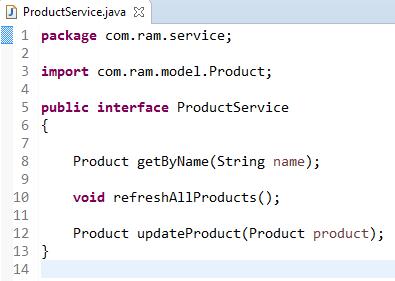 ProductService.java
1 package com.ram.service;
2
3 import com.ram.model.Product;
4
5 public interface ProductService
6 {
7
8     Product getByName(String name);
9
10     void refreshAllProducts();
11
12     Product updateProduct(Product product);
13 }
14